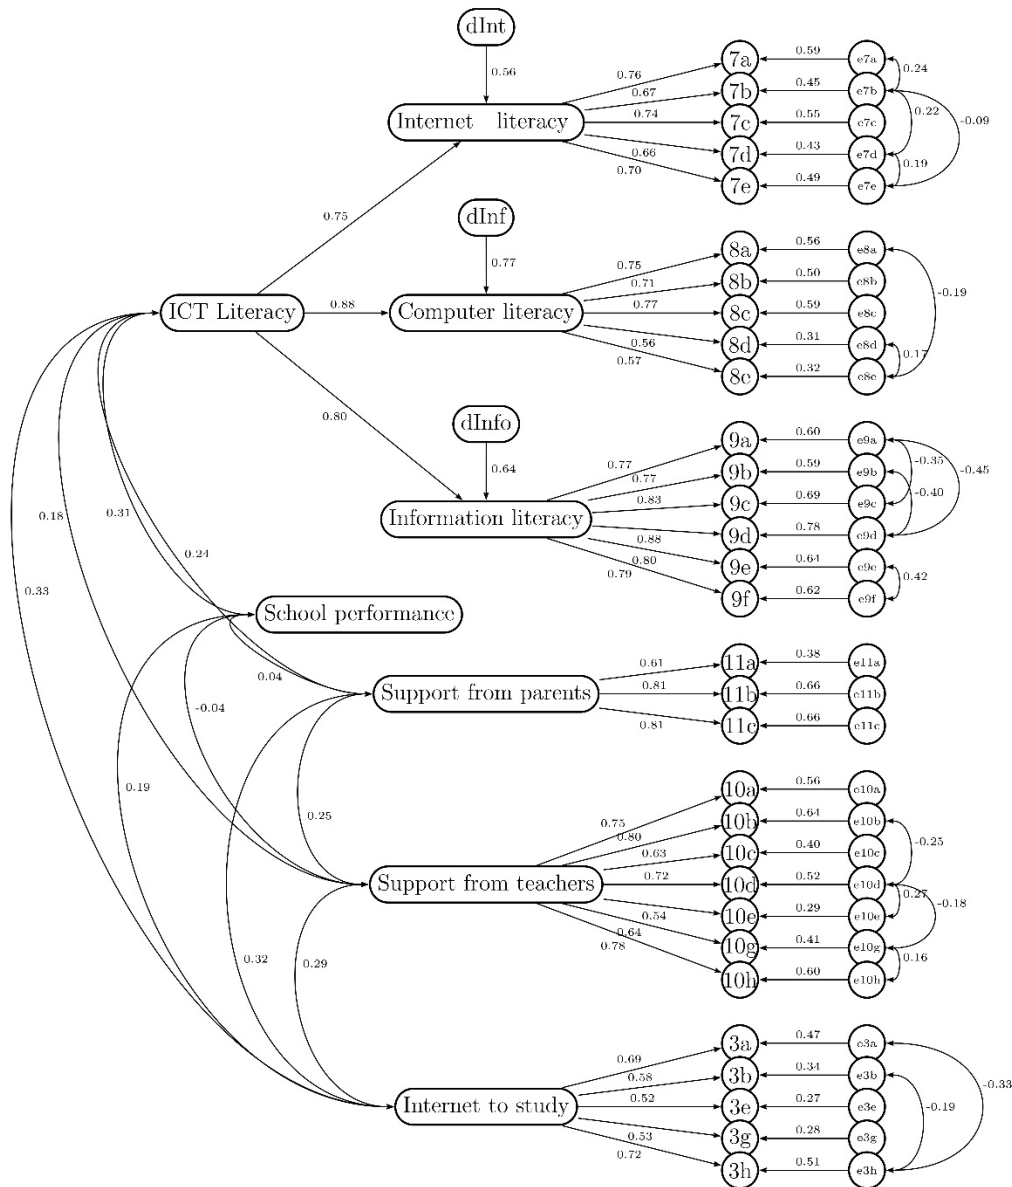 dInt
0.56
Internet literacy
0.76
0.67
0.74
0.66
0.70
7a
7b
7c
7d
7e
0.59
0.45
0.55
0.43
0.49
e7a
e7b
e7c
e7d
e7e
0.24
0.22
0.19
-0.09
0.75
dInf
0.77
ICT Literacy
0.88
Computer literacy
0.75
0.71
0.77
0.56
0.57
8a
8b
8c
8d
8e
0.56
0.50
0.59
0.31
0.32
e8a
e8b
e8c
e8d
e8e
-0.19
0.17
0.80
dInfo
0.64
Information literacy
0.77
0.77
0.83
0.88
0.80
0.79
9a
9b
9c
9d
9e
9f
0.60
0.59
0.69
0.78
0.64
0.62
e9a
e9b
e9c
e9d
e9e
e9f
-0.35
-0.45
-0.40
0.42
0.18
0.31
0.24
0.33
School performance
0.04
-0.04
Support from parents
0.61
0.81
0.81
11a
11b
11c
0.38
0.66
0.66
e11a
e11b
e11c
0.19
0.25
Support from teachers
0.75
0.80
0.63
0.72
0.54
0.64
0.78
10a
10b
10c
10d
10e
10g
10h
0.56
0.64
0.40
0.52
0.29
0.41
0.60
e10a
e10b
e10c
e10d
e10e
e10g
e10h
-0.25
0.27
-0.18
0.16
0.32
0.29
Internet to study
0.69
0.58
0.52
0.53
0.72
3a
3b
3e
3g
3h
0.47
0.34
0.27
0.28
0.51
e3a
e3b
e3e
e3g
e3h
-0.33
-0.19